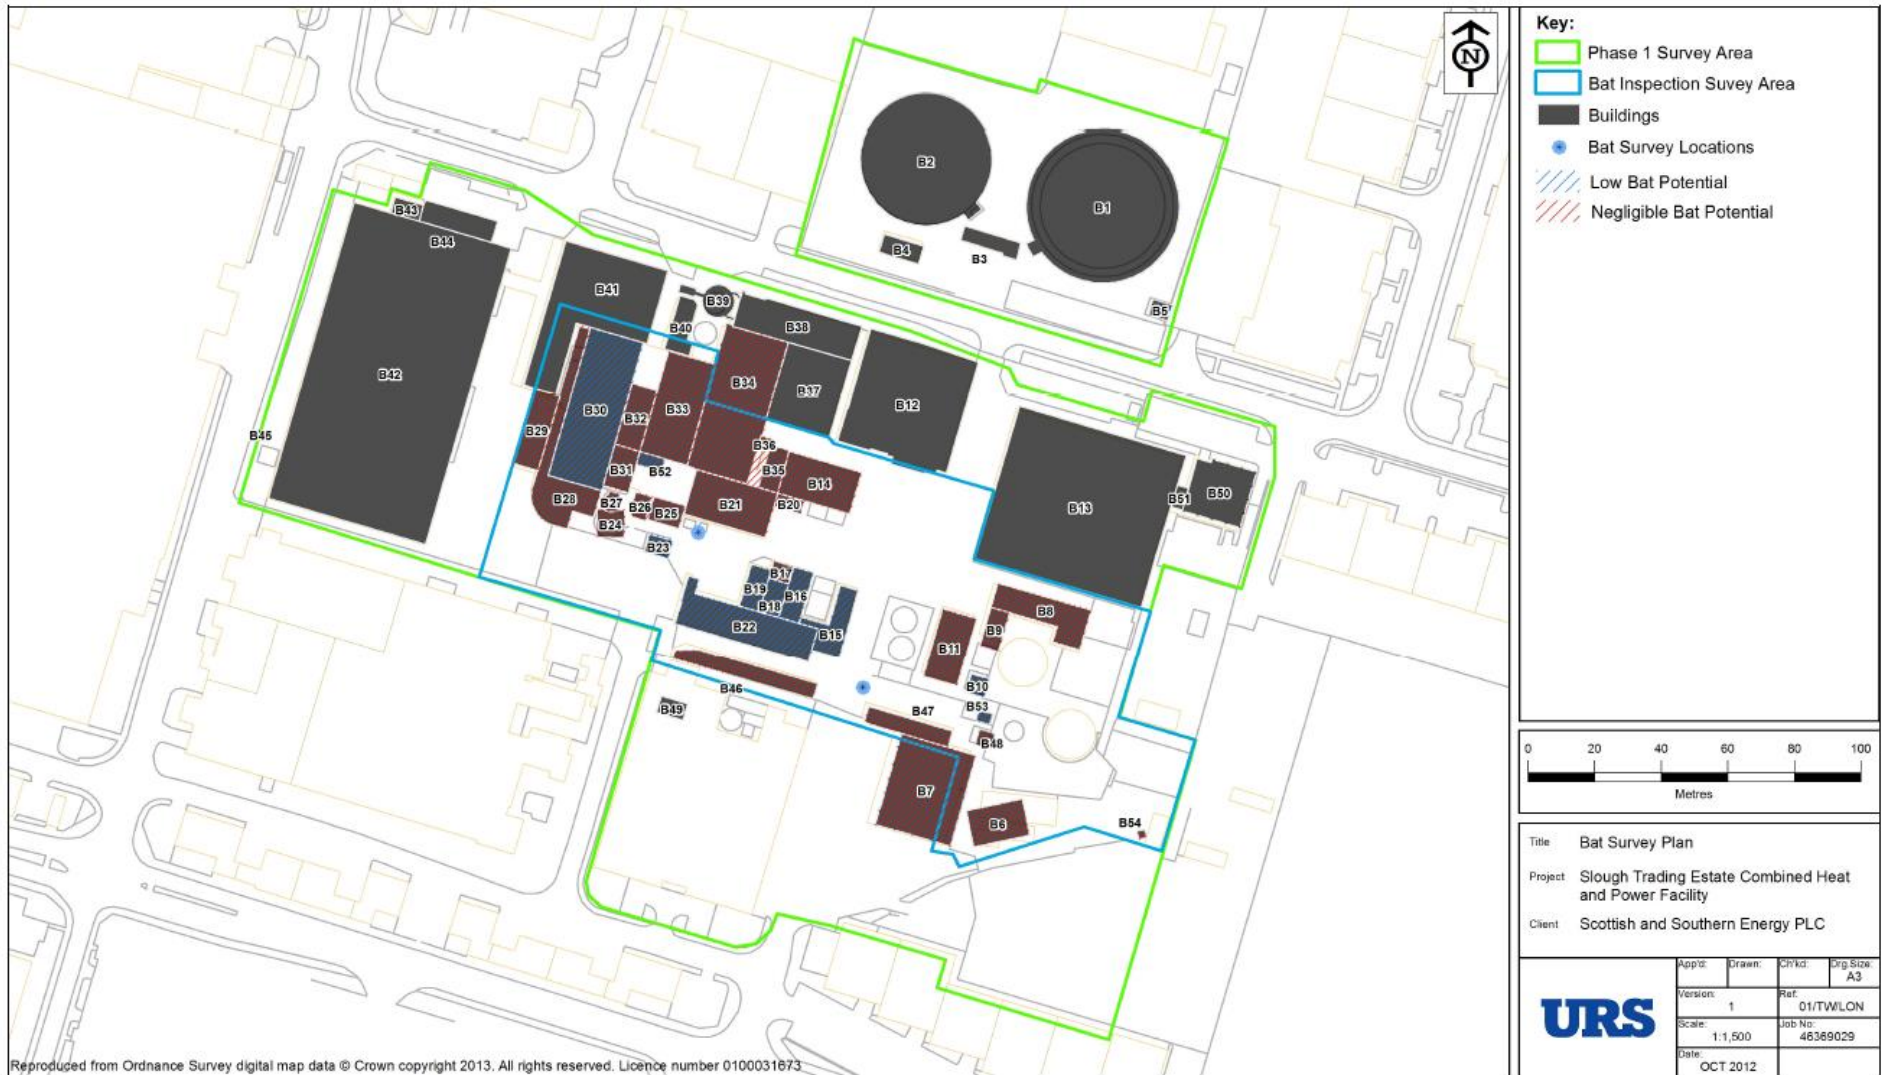 Key:
Phase 1 Survey Area
Bat Inspection Suvey Area
Buildings
Bat Survey Locations
Low Bat Potential
Negligible Bat Potential
N
B2
B1
B43
B44
B4
B3
B41
B39
B5
B40
B38
B42
B34
B37
B12
B30
B33
B32
B29
B45
B36
B31
B52
B35
B14
B50
B51
B28
B27
B26
B25
B21
B20
B13
B24
B23
B17
B19
B16
B18
B22
B15
B8
B9
B11
B46
B10
B49
B53
B47
B48
B7
B6
B54
0 20 40 60 80 100
Metres
Title Bat Survey Plan
Project Slough Trading Estate Combined Heat
and Power Facility
Client Scottish and Southern Energy PLC
URS
App'd: Drawn: Ch'kd: Drg.Size:
A3
Version: Ref:
1 01/TW/LON
Scale: Job No:
1:1,500 46369029
Date:
OCT 2012
Reproduced from Ordnance Survey digital map data © Crown copyright 2013. All rights reserved. Licence number 0100031673